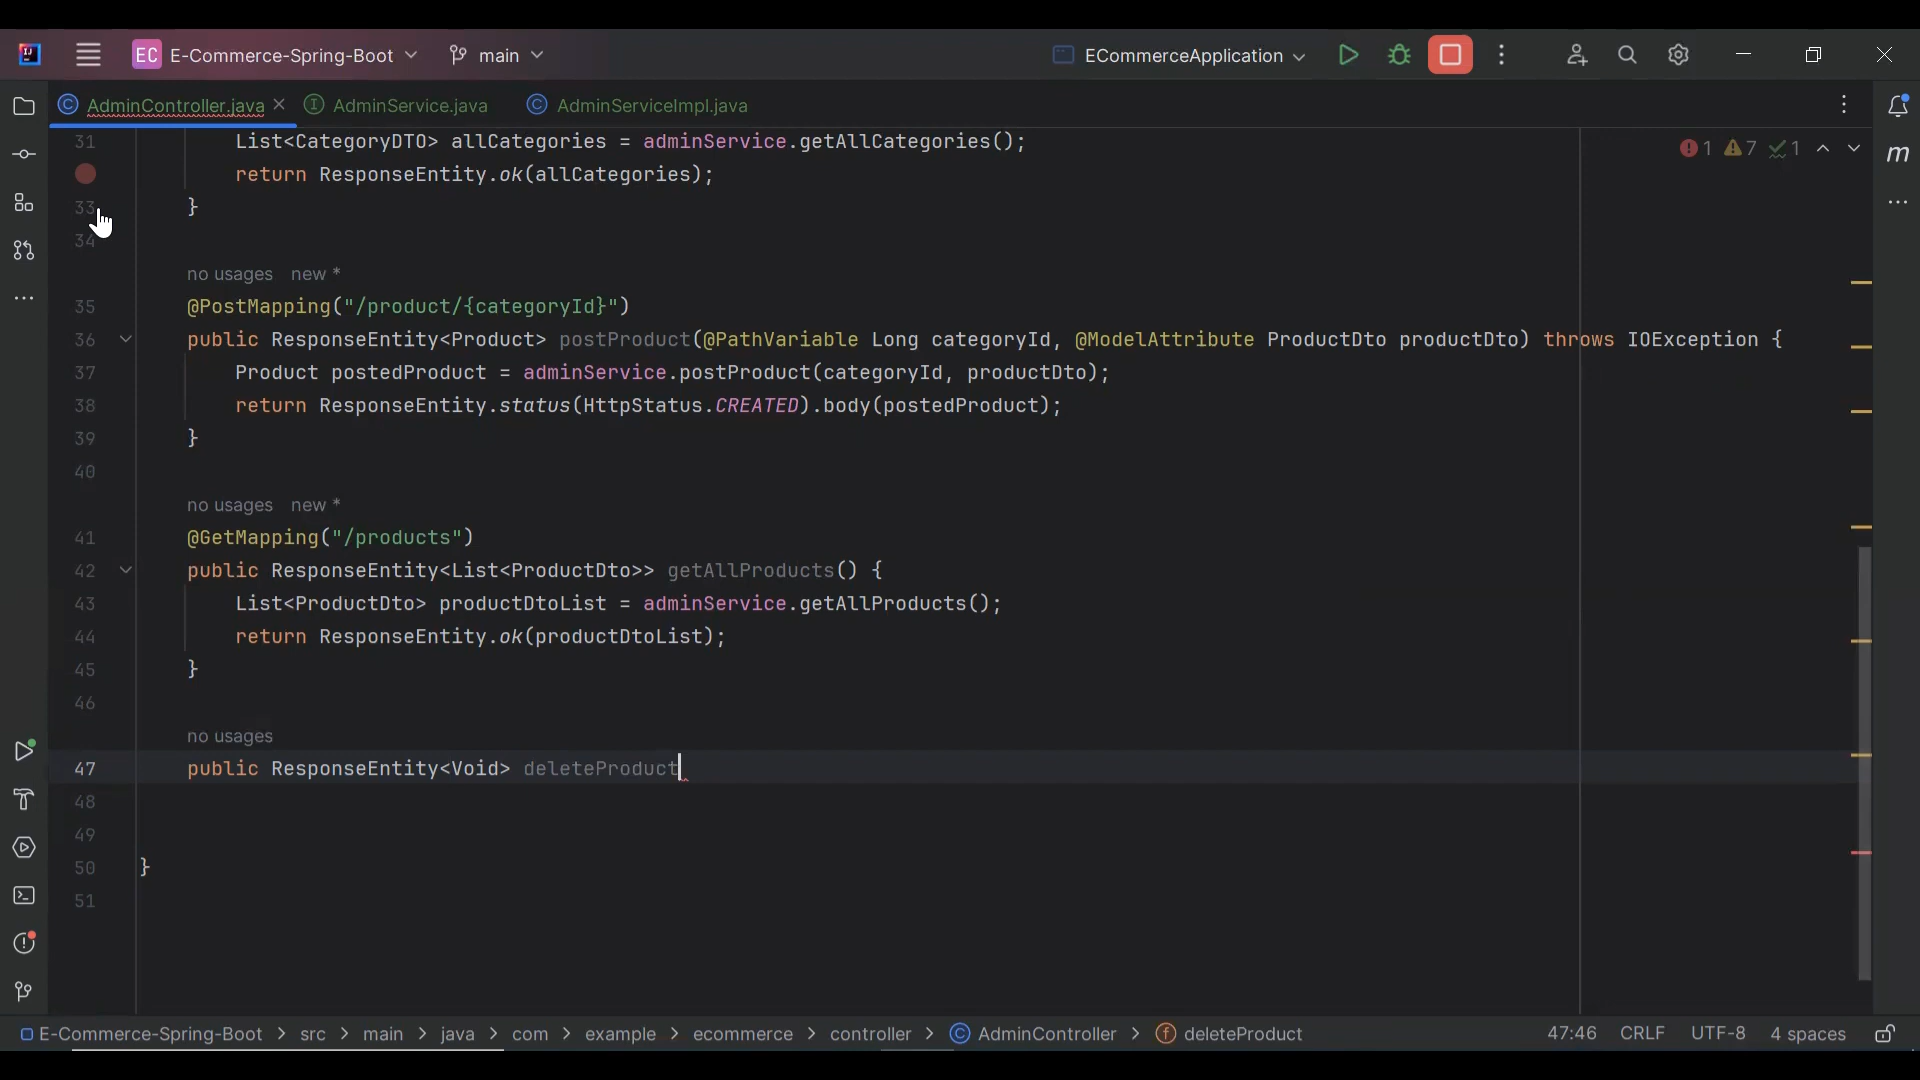 EC E-Commerce-Spring-Boot main ECommerceApplication
AdminController.java AdminService.java AdminServiceImpl.java
31 List<CategoryDTO> allCategories = adminService.getAllCategories(); 1 7 1
return ResponseEntity.ok(allCategories);
33 }
34
no usages new *
35 @PostMapping("/product/{categoryId}")
36 public ResponseEntity<Product> postProduct(@PathVariable Long categoryId, @ModelAttribute ProductDto productDto) throws IOException {
37 Product postedProduct = adminService.postProduct(categoryId, productDto);
38 return ResponseEntity.status(HttpStatus.CREATED).body(postedProduct);
39 }
40
no usages new *
41 @GetMapping("/products")
42 public ResponseEntity<List<ProductDto>> getAllProducts() {
43 List<ProductDto> productDtoList = adminService.getAllProducts();
44 return ResponseEntity.ok(productDtoList);
45 }
46
no usages
47 public ResponseEntity<Void> deleteProduct
48
49
50 }
51
E-Commerce-Spring-Boot > src > main > java > com > example > ecommerce > controller > AdminController > deleteProduct 47:46 CRLF UTF-8 4 spaces